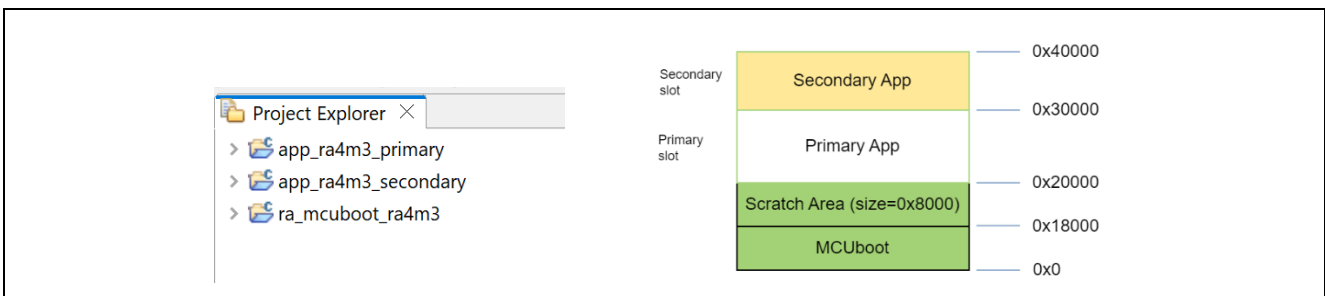 Project Explorer
app_ra4m3_primary
app_ra4m3_secondary
ra_mcuboot_ra4m3
Secondary
slot
Primary
slot
Secondary App
Primary App
Scratch Area (size=0x8000)
MCUboot
0x40000
0x30000
0x20000
0x18000
0x0